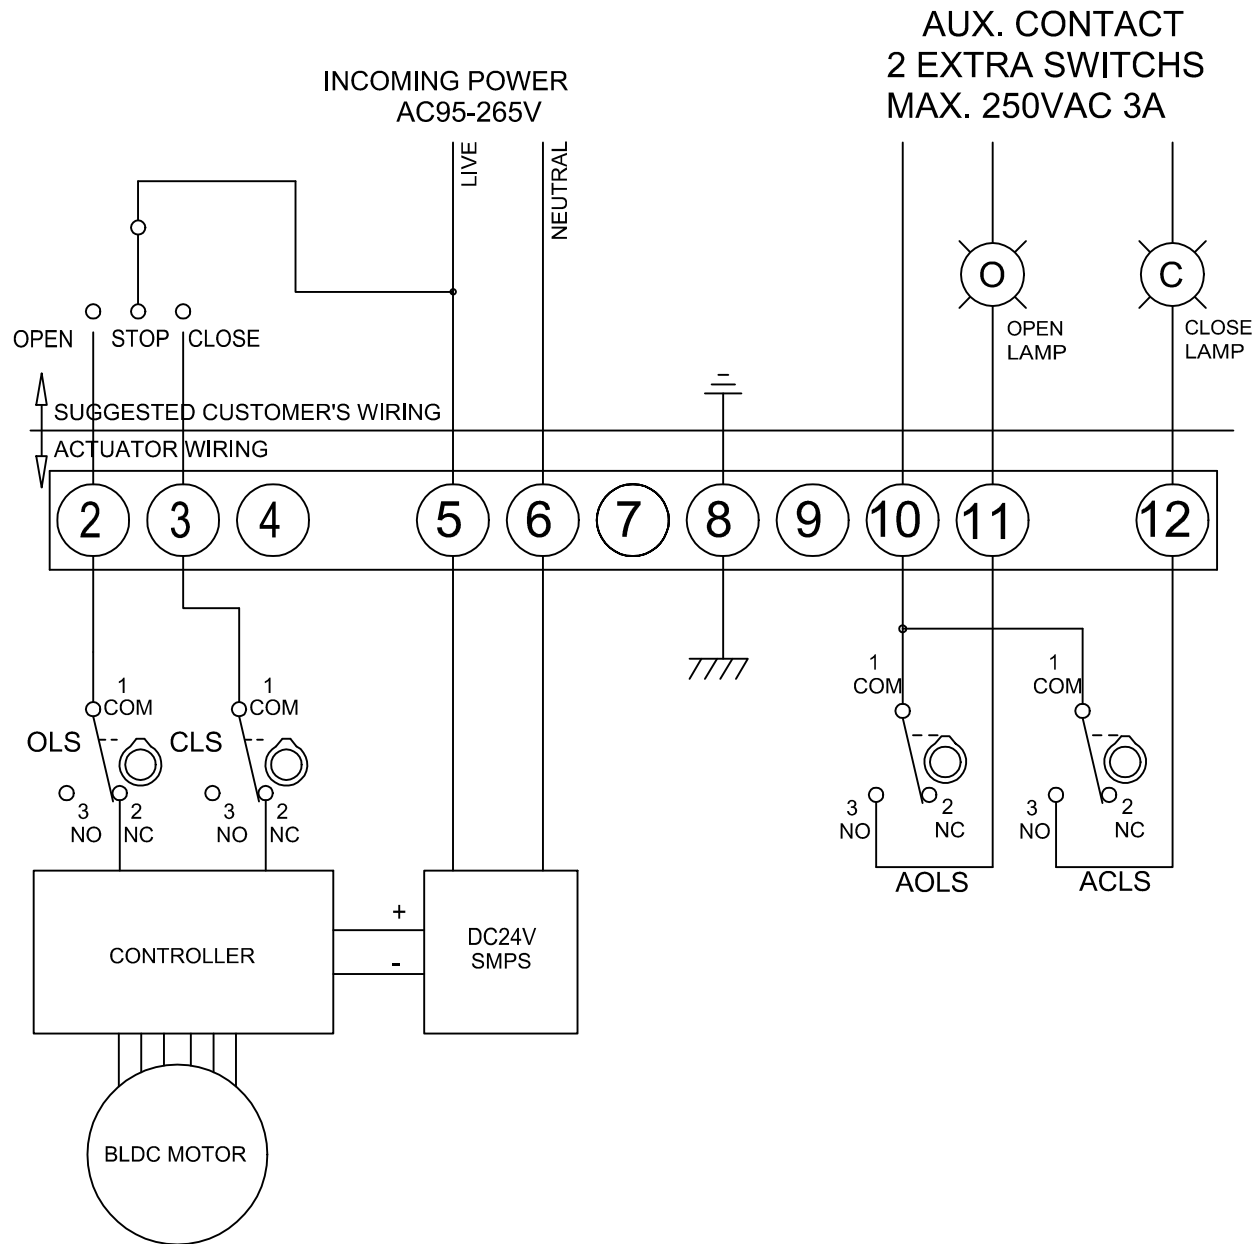 AUX. CONTACT
2 EXTRA SWITCHS
MAX. 250VAC 3A
INCOMING POWER
AC95-265V
LIVE
NEUTRAL
O
C
OPEN
LAMP
CLOSE
LAMP
OPEN STOP CLOSE
SUGGESTED CUSTOMER'S WIRING
ACTUATOR WIRING
2 3 4 5 6 7 8 9 10 11 12
1
COM
1
COM
1
COM
1
COM
OLS
CLS
3
NO
2
NC
3
NO
2
NC
3
NO
2
NC
3
NO
2
NC
AOLS
ACLS
CONTROLLER
+
-
DC24V
SMPS
BLDC MOTOR